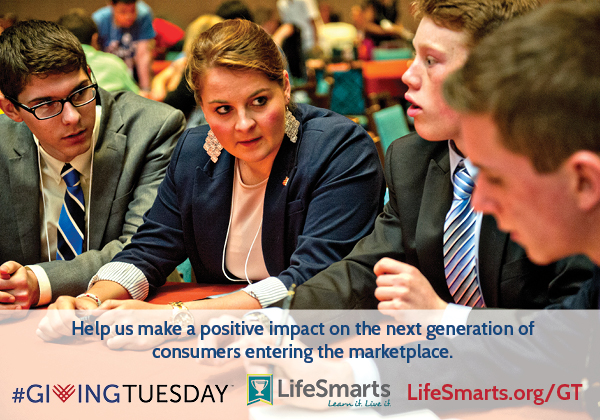 Help us make a positive impact on the next generation of
consumers entering the marketplace.
#GIVINGTUESDAY™ LifeSmarts LifeSmarts.org/GT
Learn it. Live it.